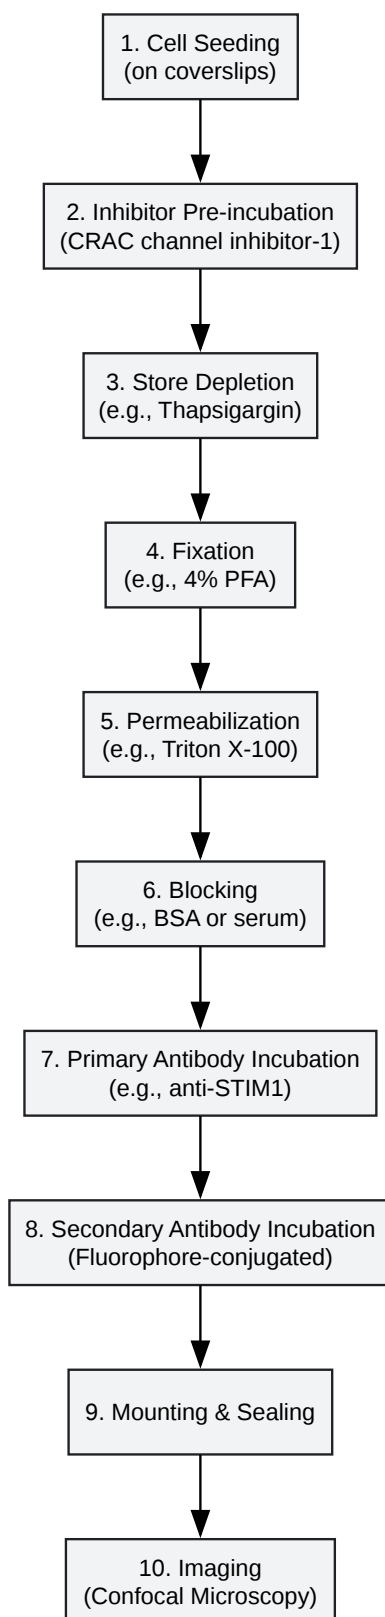 1. Cell Seeding
(on coverslips)
2. Inhibitor Pre-incubation
(CRAC channel inhibitor-1)
3. Store Depletion
(e.g., Thapsigargin)
4. Fixation
(e.g., 4% PFA)
5. Permeabilization
(e.g., Triton X-100)
6. Blocking
(e.g., BSA or serum)
7. Primary Antibody Incubation
(e.g., anti-STIM1)
8. Secondary Antibody Incubation
(Fluorophore-conjugated)
9. Mounting & Sealing
10. Imaging
(Confocal Microscopy)